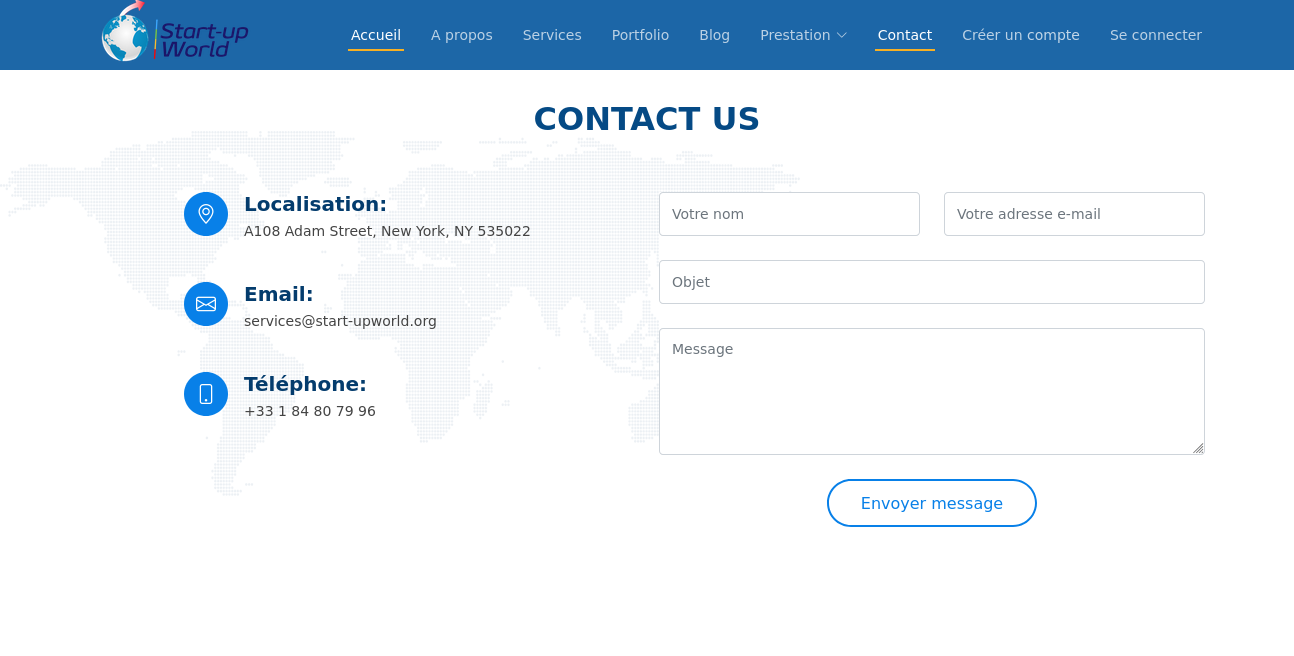 Start-up
World
Accueil A propos Services Portfolio Blog Prestation Contact Créer un compte Se connecter
CONTACT US
Localisation:
A108 Adam Street, New York, NY 535022
Email:
services@start-upworld.org
Téléphone:
+33 1 84 80 79 96
Votre nom Votre adresse e-mail
Objet
Message
Envoyer message